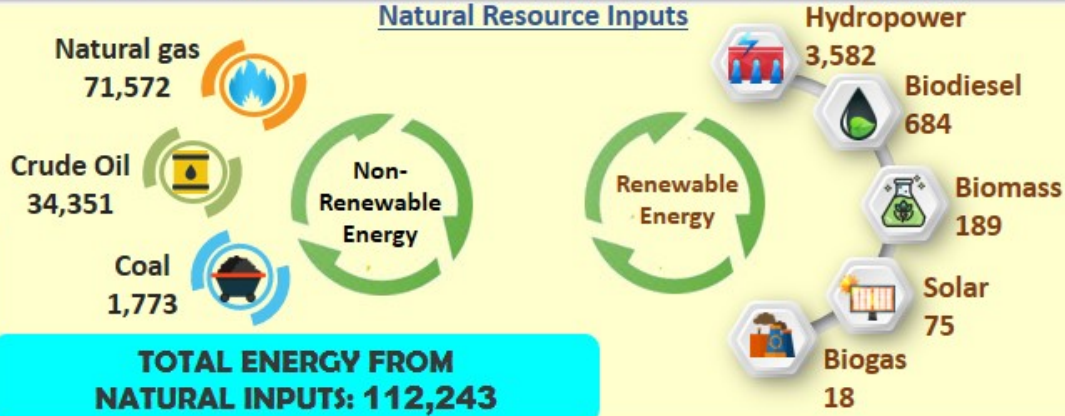 Natural Resource Inputs
Natural gas
71,572
Crude Oil
34,351
Coal
1,773
Non-
Renewable
Energy
Renewable
Energy
Hydropower
3,582
Biodiesel
684
Biomass
189
Solar
75
Biogas
18
TOTAL ENERGY FROM
NATURAL INPUTS: 112,243